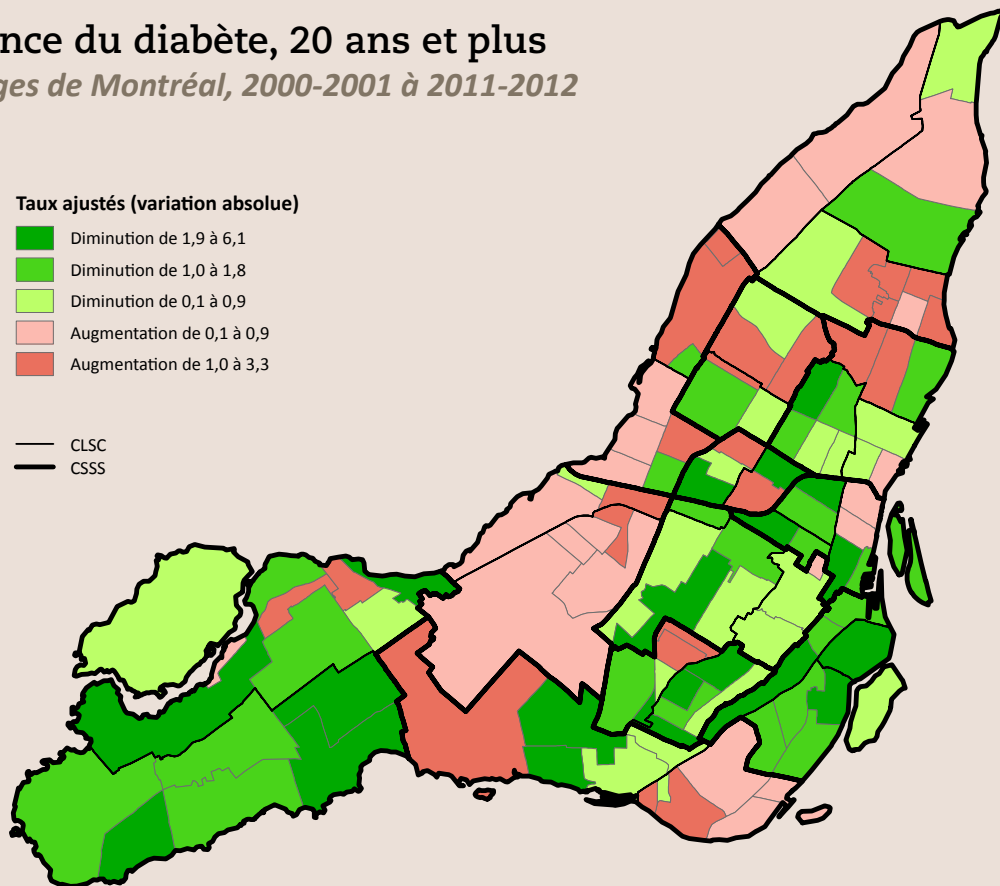 nce du diabète, 20 ans et plus
ges de Montréal, 2000-2001 à 2011-2012
Taux ajustés (variation absolue)
Diminution de 1,9 à 6,1
Diminution de 1,0 à 1,8
Diminution de 0,1 à 0,9
Augmentation de 0,1 à 0,9
Augmentation de 1,0 à 3,3
CLSC
CSSS